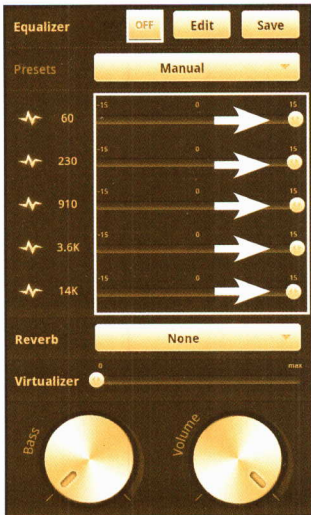 Equalizer OFF Edit Save
Presets Manual
-15 0 15
60
-15 0 15
230
-15 0 15
910
-15 0 15
3.6K
-15 0 15
14K
Reverb None
0 max
Virtualizer
Bass Volume